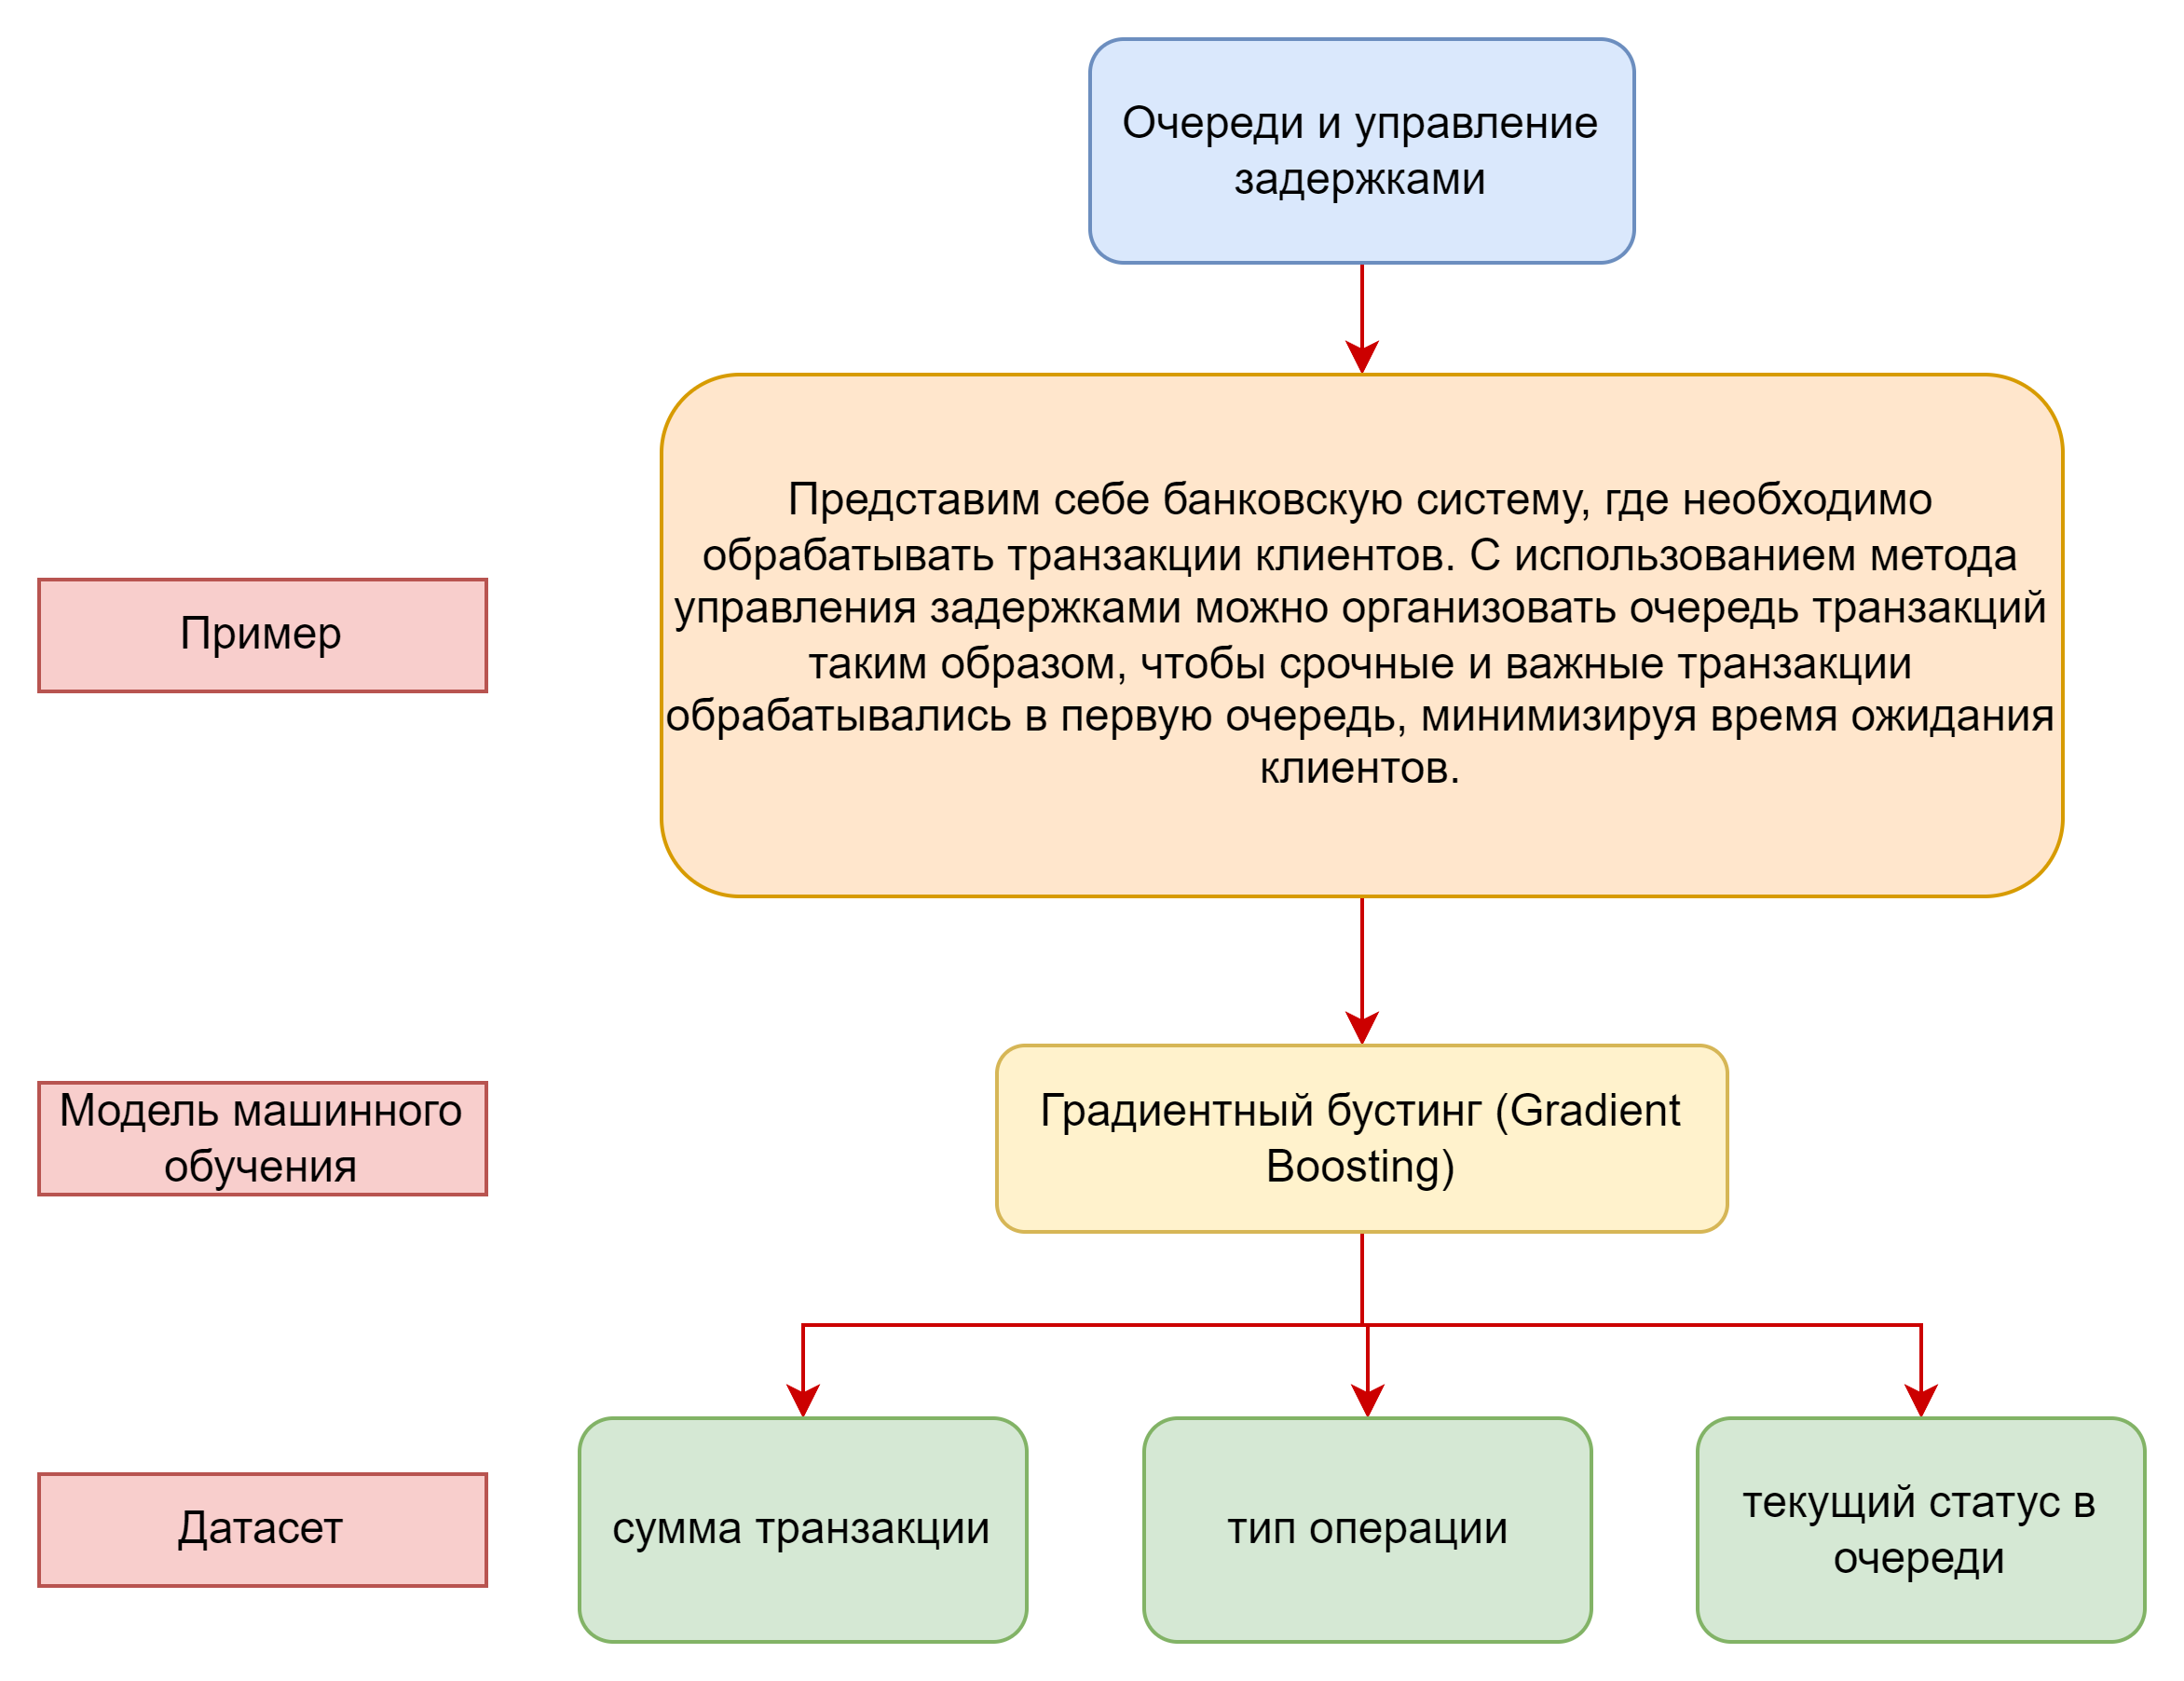 Очереди и управление
задержками
Представим себе банковскую систему, где необходимо
обрабатывать транзакции клиентов. С использованием метода
управления задержками можно организовать очередь транзакций
таким образом, чтобы срочные и важные транзакции
обрабатывались в первую очередь, минимизируя время ожидания
клиентов.
Пример
Модель машинного
обучения
Градиентный бустинг (Gradient
Boosting)
Датасет
сумма транзакции
тип операции
текущий статус в
очереди